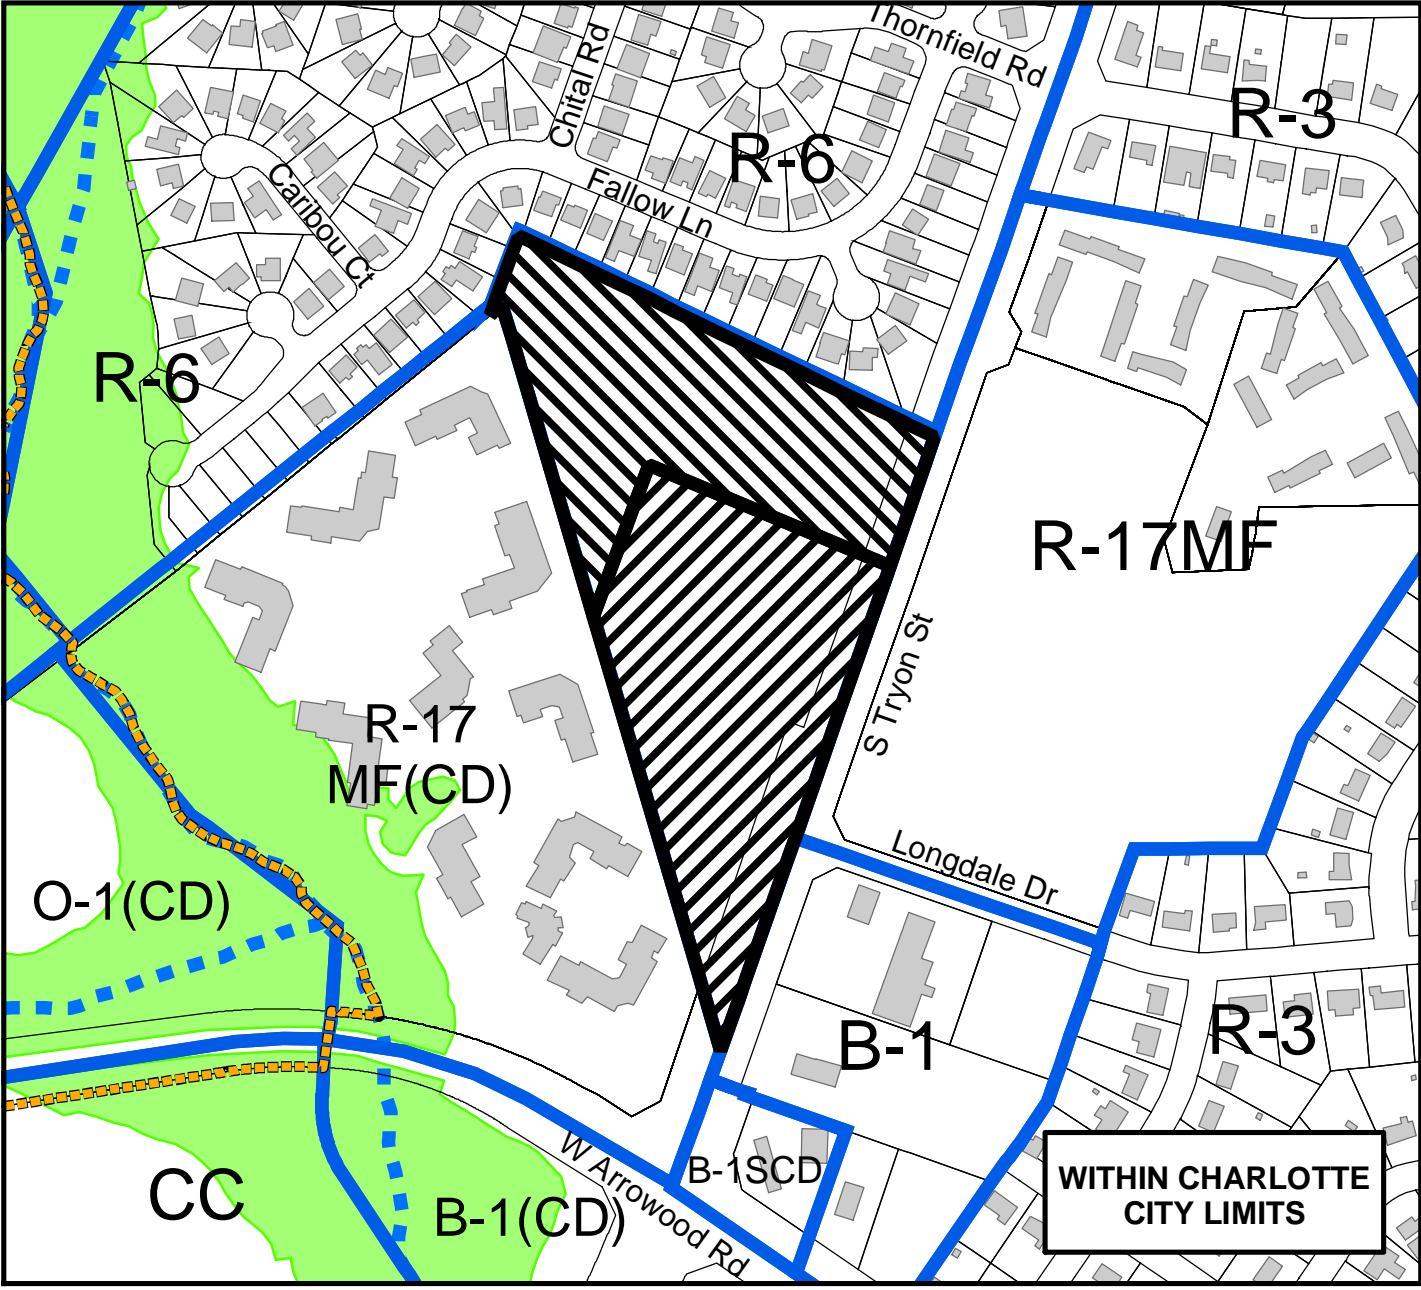 Thornfield Rd
Chital Rd
R-3
R-6
Caribou Ct
Fallow Ln
R-6
R-17MF
S Tryon St
R-17
MF(CD)
Longdale Dr
O-1(CD)
B-1
R-3
W Arrowood Rd
B-1SCD
CC
B-1(CD)
WITHIN CHARLOTTE
CITY LIMITS